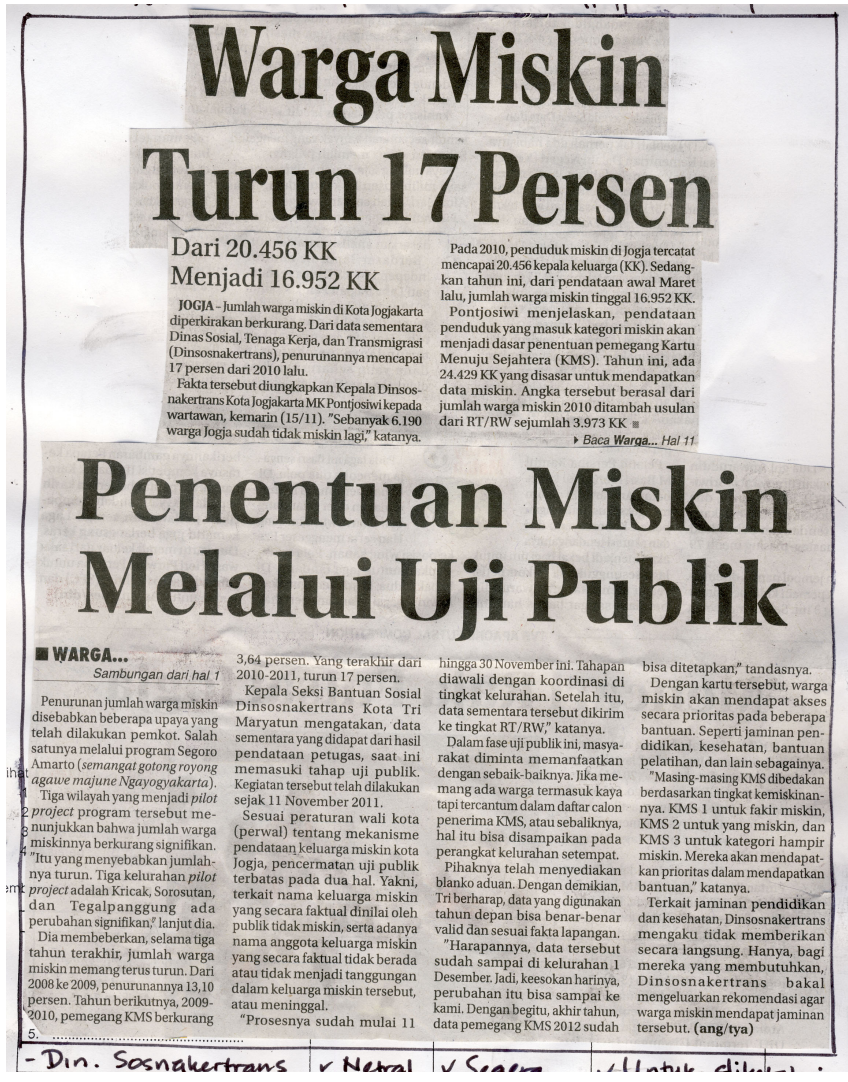 Warga Miskin
Turun 17 Persen
Dari 20.456 KK
Menjadi 16.952 KK
JOGJA – Jumlah warga miskin di Kota Jogjakarta
diperkirakan berkurang. Dari data sementara
Dinas Sosial, Tenaga Kerja, dan Transmigrasi
(Dinsosnakertrans), penurunannya mencapai
17 persen dari 2010 lalu.
Fakta tersebut diungkapkan Kepala Dinsos-
nakertrans Kota Jogjakarta MK Pontjosiwi kepada
wartawan, kemarin (15/11). "Sebanyak 6.190
warga Jogja sudah tidak miskin lagi," katanya.
Pada 2010, penduduk miskin di Jogja tercatat
mencapai 20.456 kepala keluarga (KK). Sedang-
kan tahun ini, dari pendataan awal Maret
lalu, jumlah warga miskin tinggal 16.952 KK.
Pontjosiwi menjelaskan, pendataan
penduduk yang masuk kategori miskin akan
menjadi dasar penentuan pemegang Kartu
Menuju Sejahtera (KMS). Tahun ini, ada
24.429 KK yang disasar untuk mendapatkan
data miskin. Angka tersebut berasal dari
jumlah warga miskin 2010 ditambah usulan
dari RT/RW sejumlah 3.973 KK ■
▶ Baca Warga... Hal 11
Penentuan Miskin
Melalui Uji Publik
■ WARGA...
Sambungan dari hal 1
Penurunan jumlah warga miskin
disebabkan beberapa upaya yang
telah dilakukan pemkot. Salah
satunya melalui program Segoro
Amarto (semangat gotong royong
agawe majune Ngayogyakarta).
Tiga wilayah yang menjadi pilot
project program tersebut me-
nunjukkan bahwa jumlah warga
miskinnya berkurang signifikan.
"Itu yang menyebabkan jumlah-
nya turun. Tiga kelurahan pilot
project adalah Kricak, Sorosutan,
dan Tegalpanggung ada
perubahan signifikan," lanjut dia.
Dia membeberkan, selama tiga
tahun terakhir, jumlah warga
miskin memang terus turun. Dari
2008 ke 2009, penurunannya 13,10
persen. Tahun berikutnya, 2009-
2010, pemegang KMS berkurang
3,64 persen. Yang terakhir dari
2010-2011, turun 17 persen.
Kepala Seksi Bantuan Sosial
Dinsosnakertrans Kota Tri
Maryatun mengatakan, data
sementara yang didapat dari hasil
pendataan petugas, saat ini
memasuki tahap uji publik.
Kegiatan tersebut telah dilakukan
sejak 11 November 2011.
Sesuai peraturan wali kota
(perwal) tentang mekanisme
pendataan keluarga miskin kota
Jogja, pencermatan uji publik
terbatas pada dua hal. Yakni,
terkait nama keluarga miskin
yang secara faktual dinilai oleh
publik tidak miskin, serta adanya
nama anggota keluarga miskin
yang secara faktual tidak berada
atau tidak menjadi tanggungan
dalam keluarga miskin tersebut,
atau meninggal.
"Prosesnya sudah mulai 11
hingga 30 November ini. Tahapan
diawali dengan koordinasi di
tingkat kelurahan. Setelah itu,
data sementara tersebut dikirim
ke tingkat RT/RW," katanya.
Dalam fase uji publik ini, masya-
rakat diminta memanfaatkan
dengan sebaik-baiknya. Jika me-
mang ada warga termasuk kaya
tapi tercantum dalam daftar calon
penerima KMS, atau sebaliknya,
hal itu bisa disampaikan pada
perangkat kelurahan setempat.
Pihaknya telah menyediakan
blanko aduan. Dengan demikian,
Tri berharap, data yang digunakan
tahun depan bisa benar-benar
valid dan sesuai fakta lapangan.
"Harapannya, data tersebut
sudah sampai di kelurahan 1
Desember. Jadi, keesokan harinya,
perubahan itu bisa sampai ke
kami. Dengan begitu, akhir tahun,
data pemegang KMS 2012 sudah
bisa ditetapkan," tandasnya.
Dengan kartu tersebut, warga
miskin akan mendapat akses
secara prioritas pada beberapa
bantuan. Seperti jaminan pen-
didikan, kesehatan, bantuan
pelatihan, dan lain sebagainya.
"Masing-masing KMS dibedakan
berdasarkan tingkat kemiskinan-
nya. KMS 1 untuk fakir miskin,
KMS 2 untuk yang miskin, dan
KMS 3 untuk kategori hampir
miskin. Mereka akan mendapat-
kan prioritas dalam mendapatkan
bantuan," katanya.
Terkait jaminan pendidikan
dan kesehatan, Dinsosnakertrans
mengaku tidak memberikan
secara langsung. Hanya, bagi
mereka yang membutuhkan,
Dinsosnakertrans bakal
mengeluarkan rekomendasi agar
warga miskin mendapat jaminan
tersebut. (ang/tya)
5. ........................................
- Din. Sosnakertrans
✓ Netral
✓ Segera
✓ Untuk